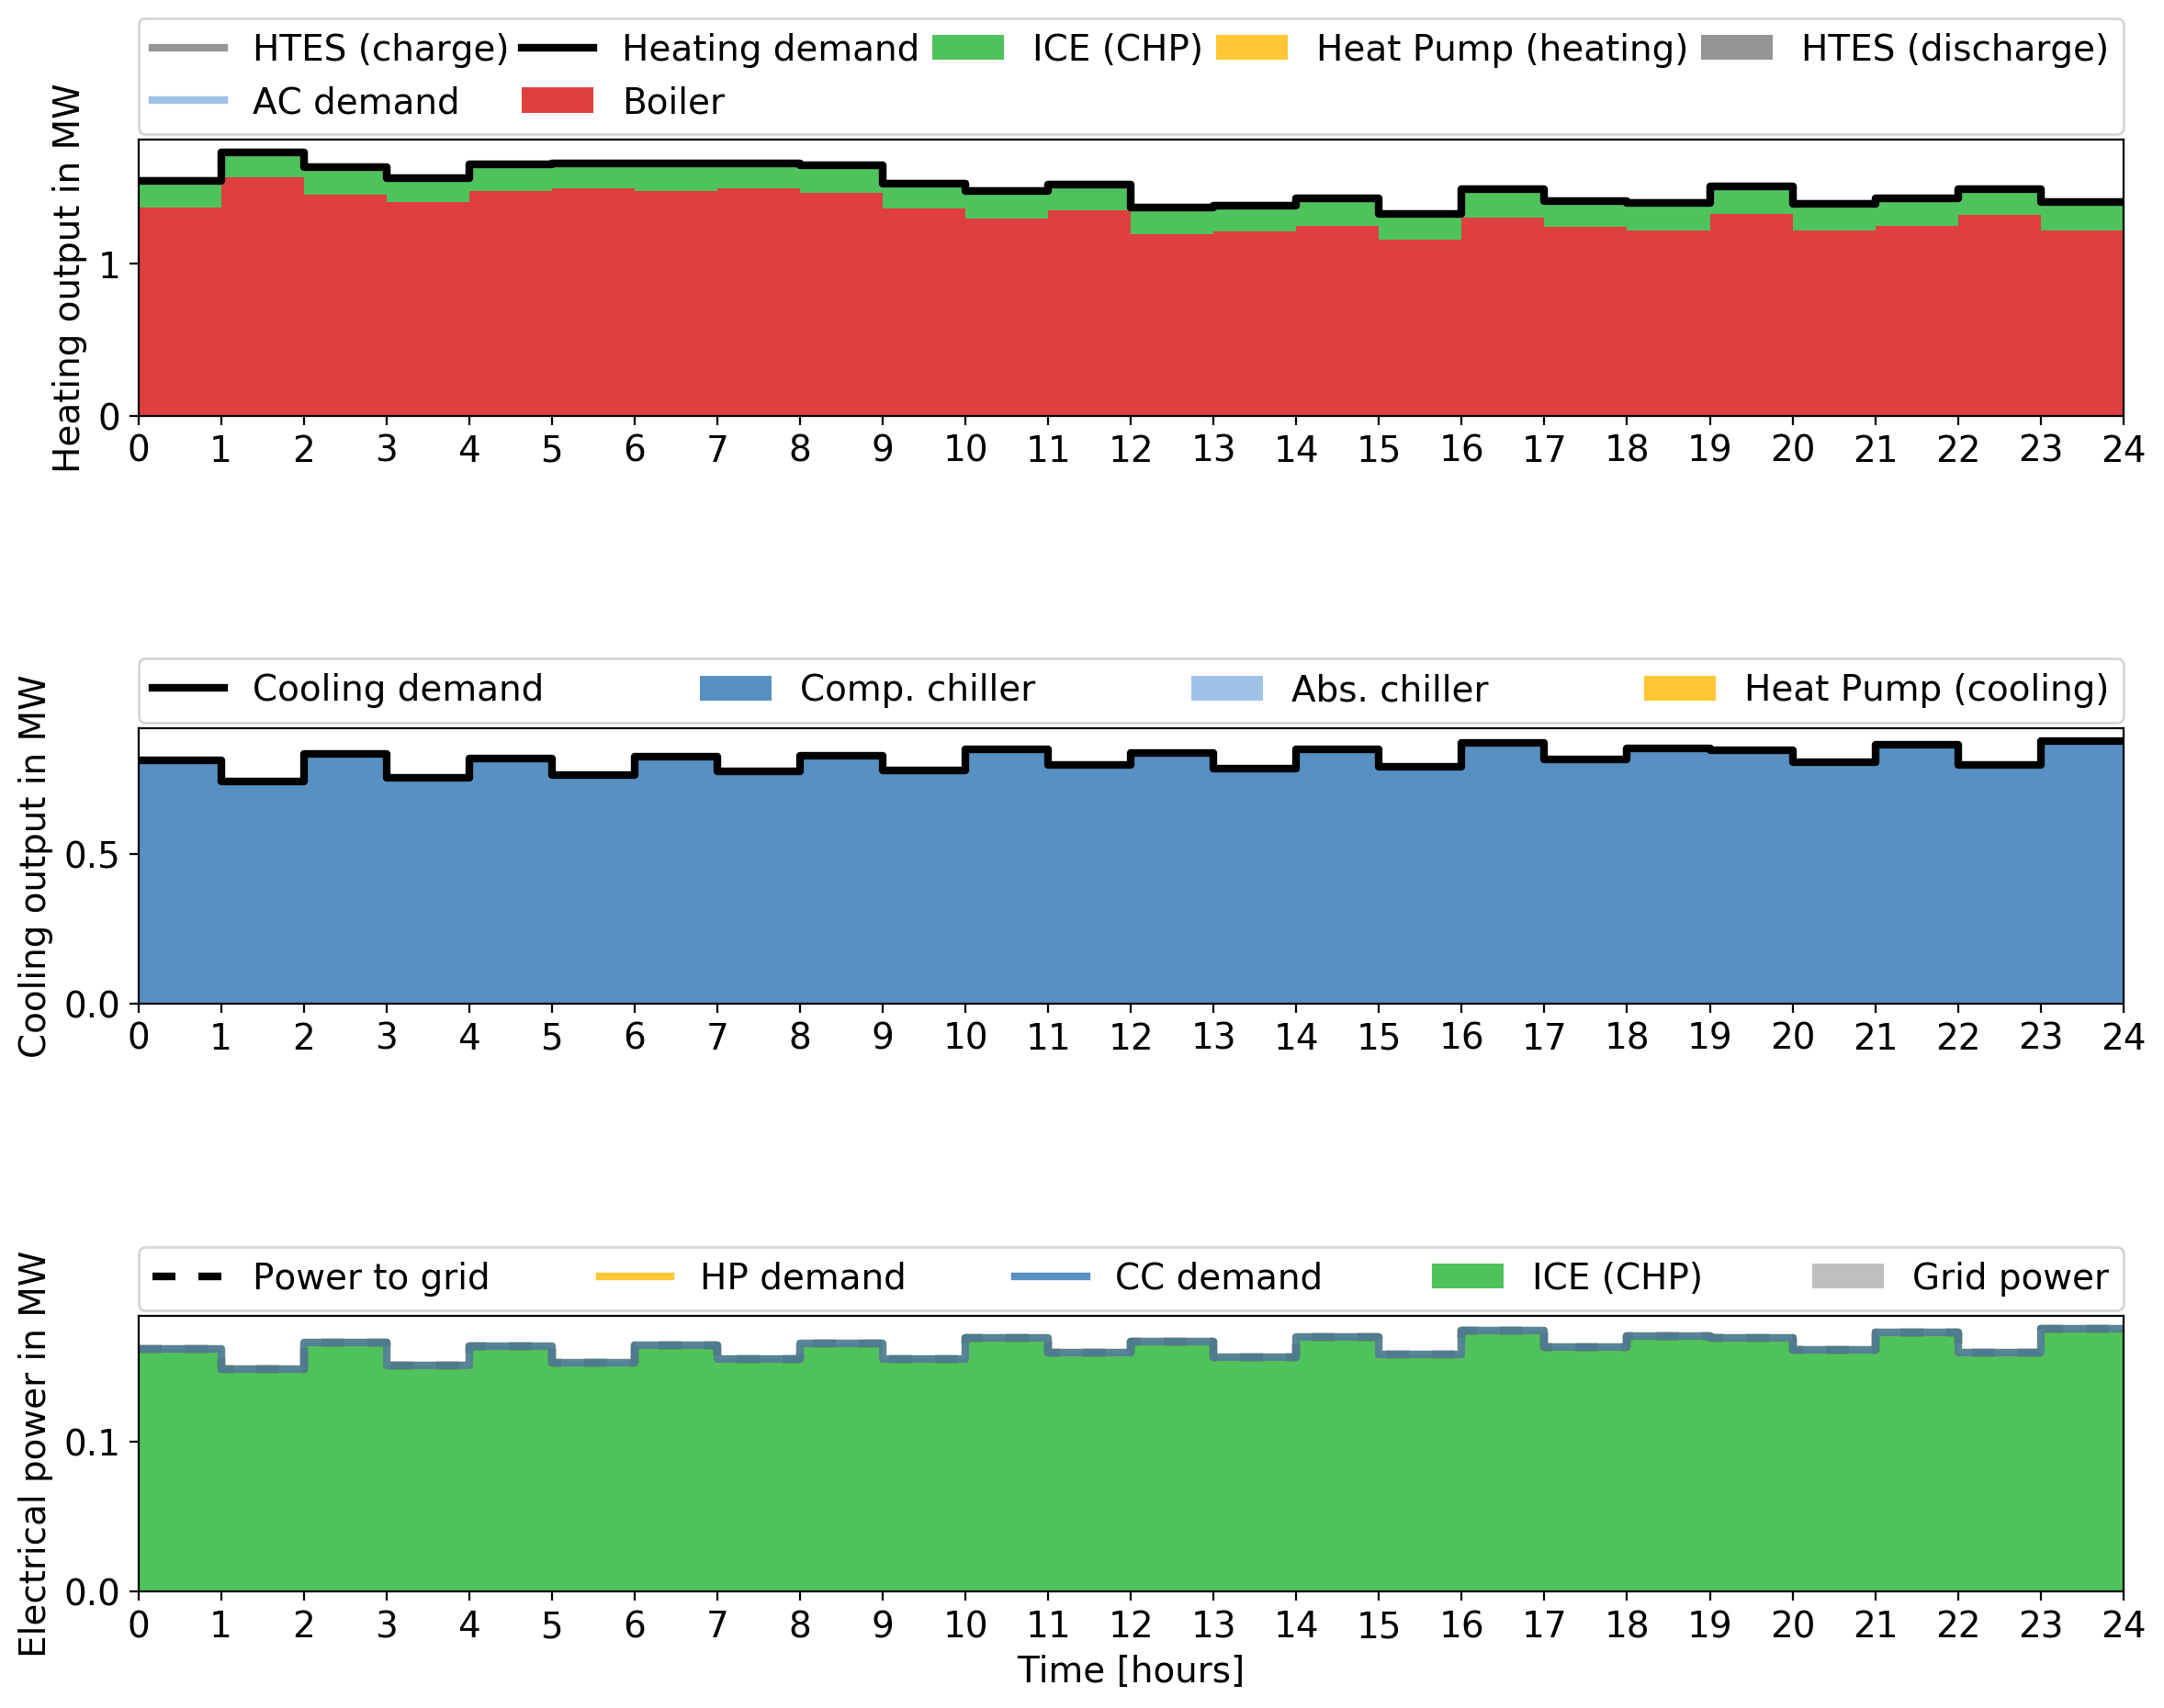 HTES (charge) Heating demand ICE (CHP) Heat Pump (heating) HTES (discharge)
AC demand Boiler
Heating output in MW
1
0
0 1 2 3 4 5 6 7 8 9 10 11 12 13 14 15 16 17 18 19 20 21 22 23 24
Cooling demand Comp. chiller Abs. chiller Heat Pump (cooling)
Cooling output in MW
0.5
0.0
0 1 2 3 4 5 6 7 8 9 10 11 12 13 14 15 16 17 18 19 20 21 22 23 24
Power to grid HP demand CC demand ICE (CHP) Grid power
Electrical power in MW
0.1
0.0
0 1 2 3 4 5 6 7 8 9 10 11 12 13 14 15 16 17 18 19 20 21 22 23 24
Time [hours]